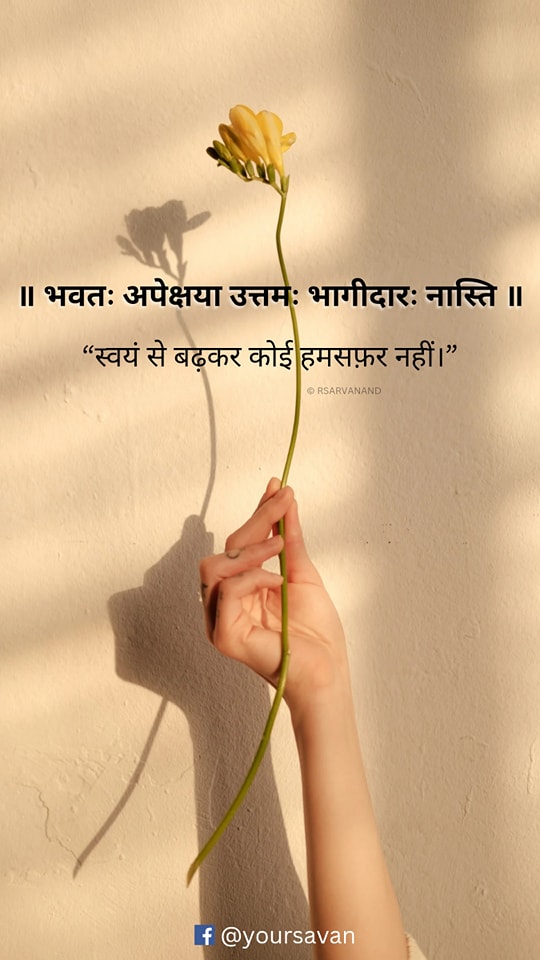 ॥ भवतः अपेक्षया उत्तमः भागीदारः नास्ति ॥
“स्वयं से बढ़कर कोई हमसफ़र नहीं।”
© RSARVANAND
@yoursavan